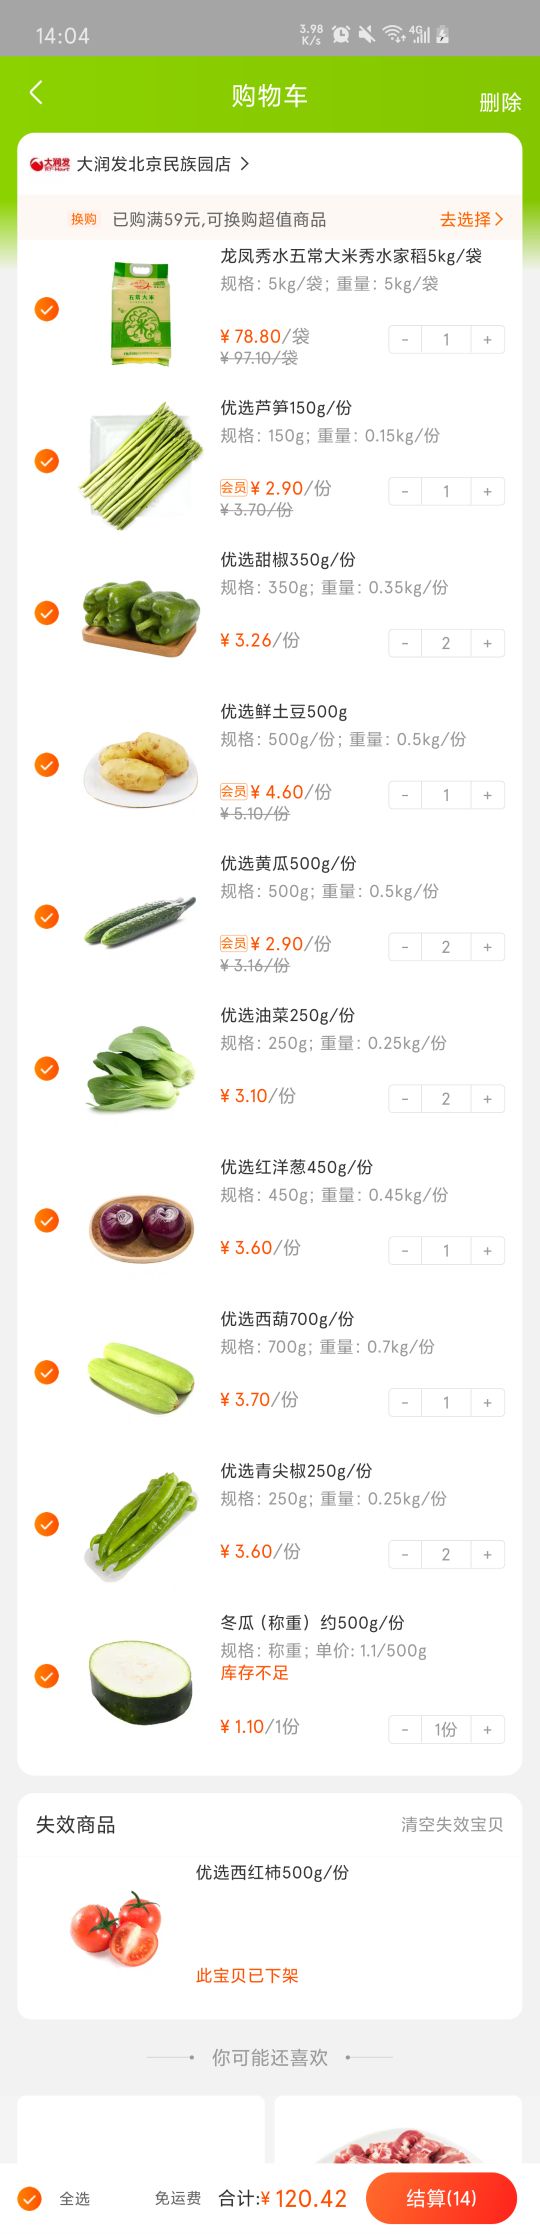 14:04
3.98
K/s
4G
购物车
删除
大润发
RT-MART
大润发北京民族园店
换购
已购满59元,可换购超值商品
去选择
五常大米
龙凤秀水五常大米秀水家稻5kg/袋
规格: 5kg/袋; 重量: 5kg/袋
¥ 78.80/袋
¥ 97.10/袋
- 1 +
优选芦笋150g/份
规格: 150g; 重量: 0.15kg/份
会员 ¥ 2.90/份
¥ 3.70/份
- 1 +
优选甜椒350g/份
规格: 350g; 重量: 0.35kg/份
¥ 3.26/份
- 2 +
优选鲜土豆500g
规格: 500g/份; 重量: 0.5kg/份
会员 ¥ 4.60/份
¥ 5.10/份
- 1 +
优选黄瓜500g/份
规格: 500g; 重量: 0.5kg/份
会员 ¥ 2.90/份
¥ 3.16/份
- 2 +
优选油菜250g/份
规格: 250g; 重量: 0.25kg/份
¥ 3.10/份
- 2 +
优选红洋葱450g/份
规格: 450g; 重量: 0.45kg/份
¥ 3.60/份
- 1 +
优选西葫700g/份
规格: 700g; 重量: 0.7kg/份
¥ 3.70/份
- 1 +
优选青尖椒250g/份
规格: 250g; 重量: 0.25kg/份
¥ 3.60/份
- 2 +
冬瓜 (称重) 约500g/份
规格: 称重; 单价: 1.1/500g
库存不足
¥ 1.10/1份
- 1份 +
失效商品
清空失效宝贝
优选西红柿500g/份
此宝贝已下架
你可能还喜欢
全选
免运费
合计:¥ 120.42
结算(14)